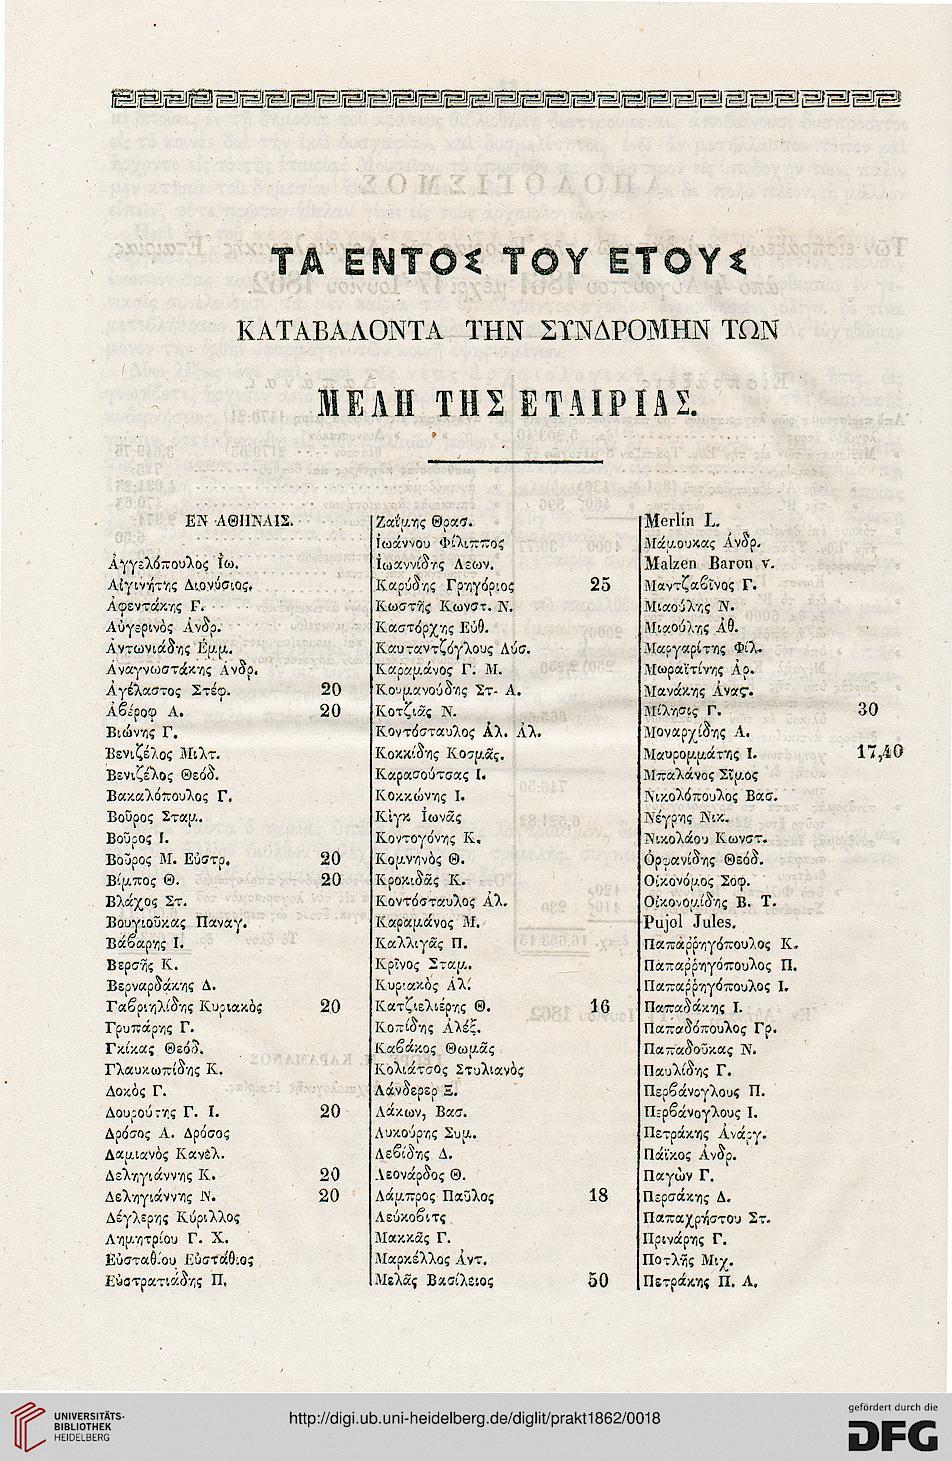 ΤΑ ΕΝΤΟΣ ΤΟΥ ΕΤΟΥΣ
ΚΑΤΑΒΑΛΟΝΤΑ ΤΗΝ ΣΥΝΔΡΟΜΗΝ ΤΩΝ
ΜΕΛΗ ΤΗΣ ΕΤΑΙΡΙΑΣ.
ΕΝ ΑΘΗΝΑΙΣ.
Ἀγγελόπουλος Ἰω.
Αἰγινήτης Διονύσιος.
Ἀφεντάκης Γ.
Αὐγερινὸς Ἀνδρ.
Ἀντωνιάδης Ἐμμ.
Ἀναγνωστάκης Ἀνδρ.
Ἀγέλαστος Στέφ. 20
Ἀβέροφ Α. 20
Βιώνης Γ.
Βενιζέλος Μιλτ.
Βενιζέλος Θεόδ.
Βακαλόπουλος Γ.
Βοῦρος Σταμ.
Βοῦρος Ι.
Βοῦρος Μ. Εὐστρ. 20
Βίμπος Θ. 20
Βλάχος Στ.
Βουγιοῦκας Παναγ.
Βάβαρης Ι.
Βερσῆς Κ.
Βερναρδάκης Δ.
Γαβριηλίδης Κυριακὸς 20
Γρυπάρης Γ.
Γκίκας Θεόδ.
Γλαυκωπίδης Κ.
Δοκὸς Γ.
Δουρούτης Γ. Ι. 20
Δρόσος Α. Δρόσος
Δαμιανὸς Κανέλ.
Δεληγιάννης Κ. 20
Δεληγιάννης Ν. 20
Δέγλερης Κύριλλος
Δημητρίου Γ. Χ.
Εὐσταθίου Εὐστάθιος
Εὐστρατιάδης Π.
Ζαΐμης Θρασ.
Ἰωάννου Φίλιππος
Ἰωαννίδης Λεων.
Καρύδης Γρηγόριος 25
Κωστῆς Κωνστ. Ν.
Καστόρχης Εὐθ.
Καυταντζόγλους Λύσ.
Καραμάνος Γ. Μ.
Κουμανούδης Στ. Α.
Κοτζιᾶς Ν.
Κοντόσταυλος Ἀλ. Ἀλ.
Κοκκίδης Κοσμᾶς.
Καρασούτσας Ι.
Κοκκώνης Ι.
Κὶγκ Ἰωνᾶς
Κοντογόνης Κ.
Κομνηνὸς Θ.
Κροκιδᾶς Κ.
Κοντόσταυλος Ἀλ.
Καραμάνος Μ.
Καλλιγᾶς Π.
Κρῖνος Σταμ.
Κυριακὸς Ἀλ.
Κατζιελιέρης Θ. 16
Κοπίδης Ἀλέξ.
Καβάκος Θωμᾶς
Κολιάτσος Στυλιανὸς
Λάνδερερ Ξ.
Λάκων, Βασ.
Λυκούρης Συμ.
Λεβίδης Δ.
Λεονάρδος Θ.
Λάμπρος Παῦλος 18
Λεύκοβιτς
Μακκᾶς Γ.
Μαρκέλλος Ἀντ.
Μελᾶς Βασίλειος 50
Merlin L.
Μάμουκας Ἀνδρ.
Malzen Baron v.
Μαντζαβῖνος Γ.
Μιαούλης Ν.
Μιαούλης Ἀθ.
Μαργαρίτης Φίλ.
Μωραϊτίνης Ἀρ.
Μανάκης Ἀναστ.
Μίλησις Γ. 30
Μοναρχίδης Α.
Μαυρομμάτης Ι. 17,40
Μπαλάνος Σῖμος
Νικολόπουλος Βασ.
Νέγρης Νικ.
Νικολάου Κωνστ.
Ὀρφανίδης Θεόδ.
Οἰκονόμος Σοφ.
Οἰκονομίδης Β. Τ.
Pujol Jules.
Παπαῤῥηγόπουλος Κ.
Παπαῤῥηγόπουλος Π.
Παπαῤῥηγόπουλος Ι.
Παπαδάκης Ι.
Παπαδόπουλος Γρ.
Παπαδοῦκας Ν.
Παυλίδης Γ.
Περβάνογλους Π.
Περβάνογλους Ι.
Πετράκης Ἀνάργ.
Πάϊκος Ἀνδρ.
Παγὼν Γ.
Περσάκης Δ.
Παπαχρήστου Στ.
Πρινάρης Γ.
Ποτλῆς Μιχ.
Πετράκης Π. Α.
UNIVERSITÄTS-
BIBLIOTHEK
HEIDELBERG
http://digi.ub.uni-heidelberg.de/diglit/prakt1862/0018
gefördert durch die
DFG